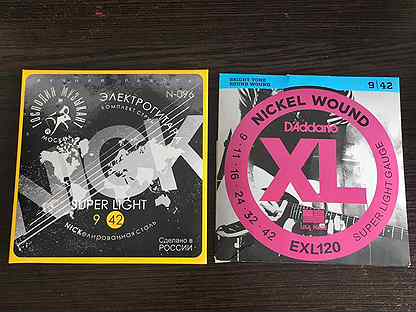 ГОСПОДИН МУЗЫКАНТ
МОСКВА
N-096
КОМПЛЕКТ СТРУН
NICK
SUPER LIGHT
9 42
NICKелированная сталь
Сделано в
РОССИИ
BRIGHT TONE
ROUND WOUND
9|42
NICKEL WOUND
D'Addario
XL
9·11·16·24·32·42
SUPER LIGHT GAUGE
EXL120